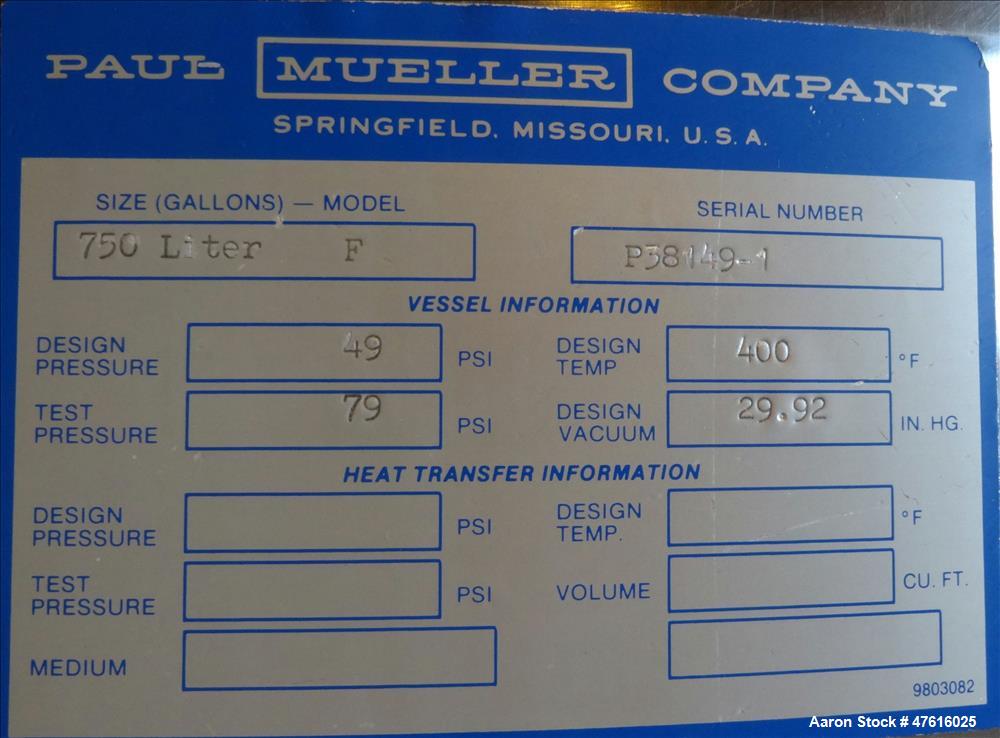 PAUL MUELLER COMPANY
SPRINGFIELD, MISSOURI, U.S.A.
SIZE (GALLONS) — MODEL
SERIAL NUMBER
750 Liter F
P38149-1
VESSEL INFORMATION
DESIGN PRESSURE 49 PSI
DESIGN TEMP 400 °F
TEST PRESSURE 79 PSI
DESIGN VACUUM 29.92 IN. HG.
HEAT TRANSFER INFORMATION
DESIGN PRESSURE PSI
DESIGN TEMP. °F
TEST PRESSURE PSI
VOLUME CU. FT.
MEDIUM
9803082
Aaron Stock # 47616025